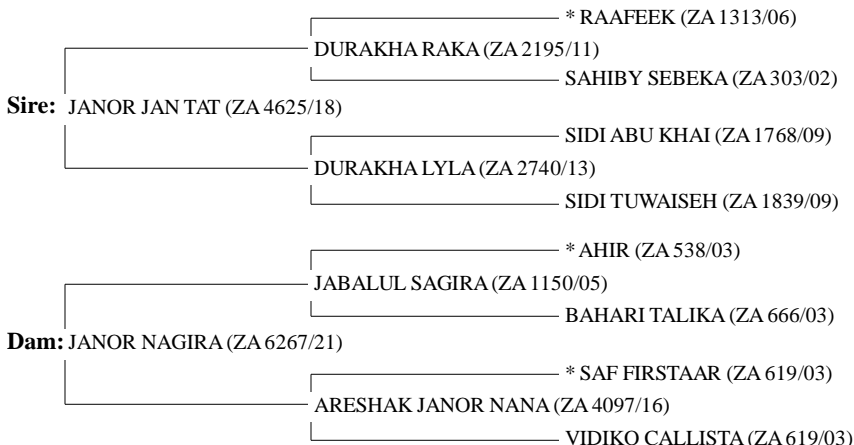 * RAAFEEK (ZA 1313/06)
DURAKHA RAKA (ZA 2195/11)
SAHIBY SEBEKA (ZA 303/02)
Sire: JANOR JAN TAT (ZA 4625/18)
SIDI ABU KHAI (ZA 1768/09)
DURAKHA LYLA (ZA 2740/13)
SIDI TUWAISEH (ZA 1839/09)
* AHIR (ZA 538/03)
JABALUL SAGIRA (ZA 1150/05)
BAHARI TALIKA (ZA 666/03)
Dam: JANOR NAGIRA (ZA 6267/21)
* SAF FIRSTAAR (ZA 619/03)
ARESHAK JANOR NANA (ZA 4097/16)
VIDIKO CALLISTA (ZA 619/03)